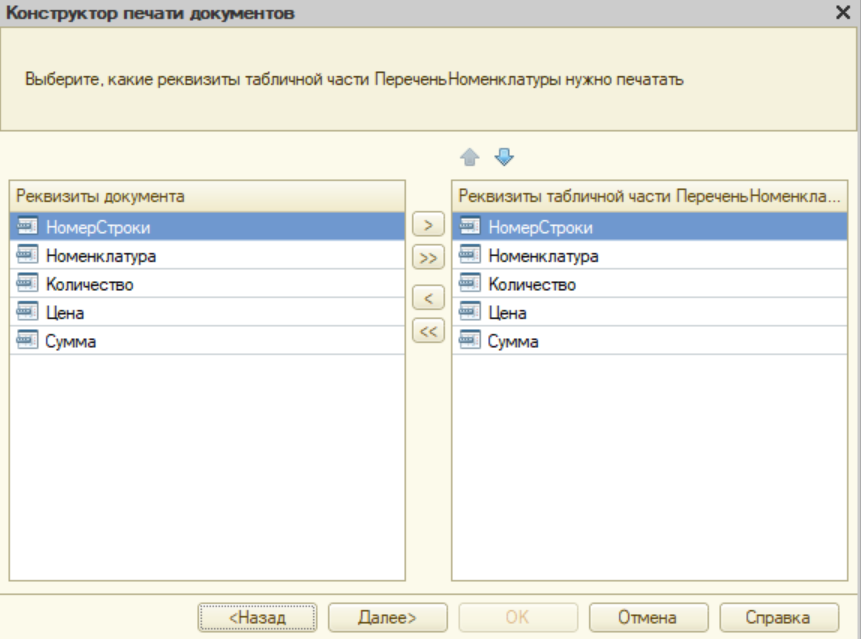 Конструктор печати документов
Выберите, какие реквизиты табличной части ПереченьНоменклатуры нужно печатать
Реквизиты документа
НомерСтроки
Номенклатура
Количество
Цена
Сумма
>
>>
<
<<
Реквизиты табличной части ПереченьНоменкла...
НомерСтроки
Номенклатура
Количество
Цена
Сумма
<Назад
Далее>
OK
Отмена
Справка